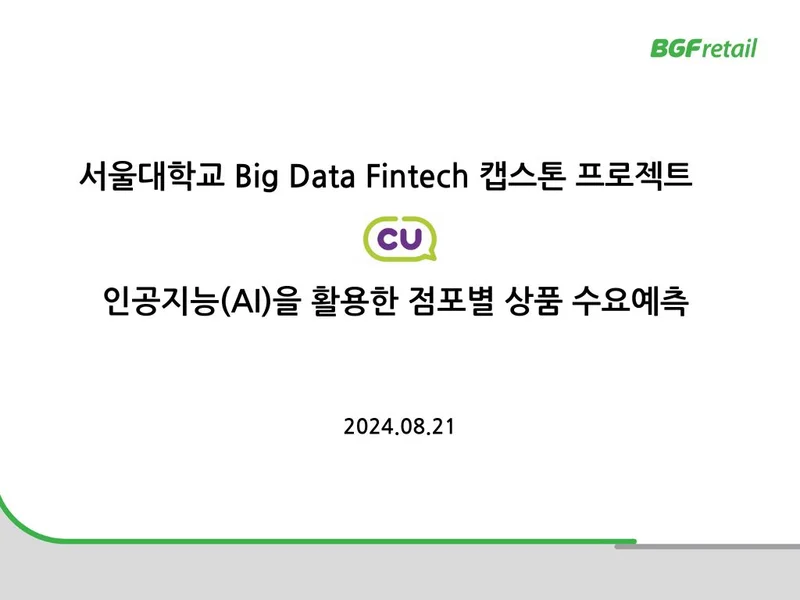 BGFretail
서울대학교 Big Data Fintech 캡스톤 프로젝트
CU
인공지능(AI)을 활용한 점포별 상품 수요예측
2024.08.21